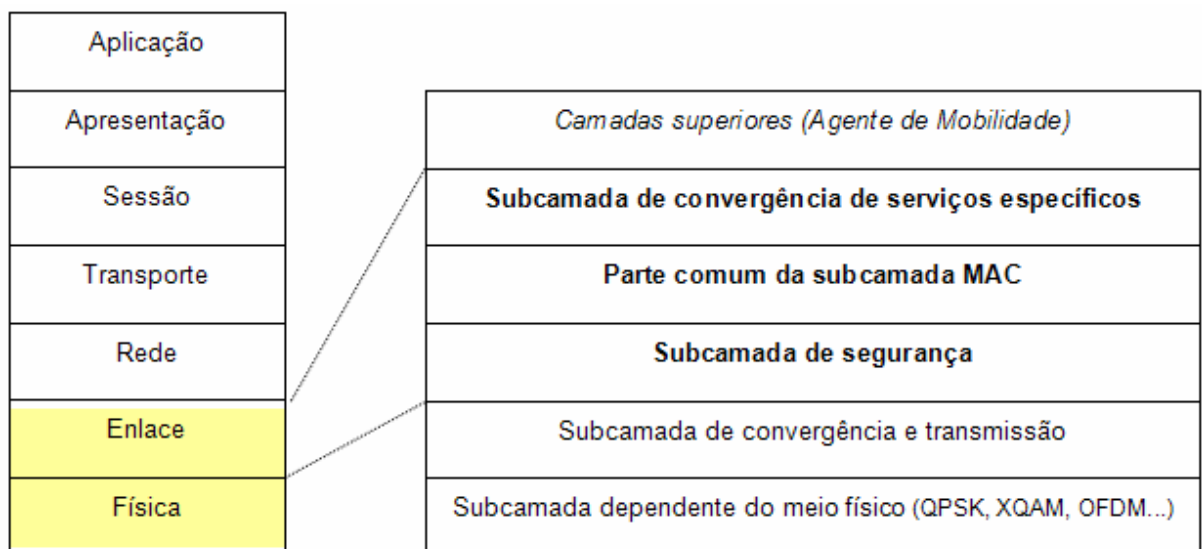 Aplicação
Apresentação
Sessão
Transporte
Rede
Enlace
Física
Camadas superiores (Agente de Mobilidade)
Subcamada de convergência de serviços específicos
Parte comum da subcamada MAC
Subcamada de segurança
Subcamada de convergência e transmissão
Subcamada dependente do meio físico (QPSK, XQAM, OFDM...)